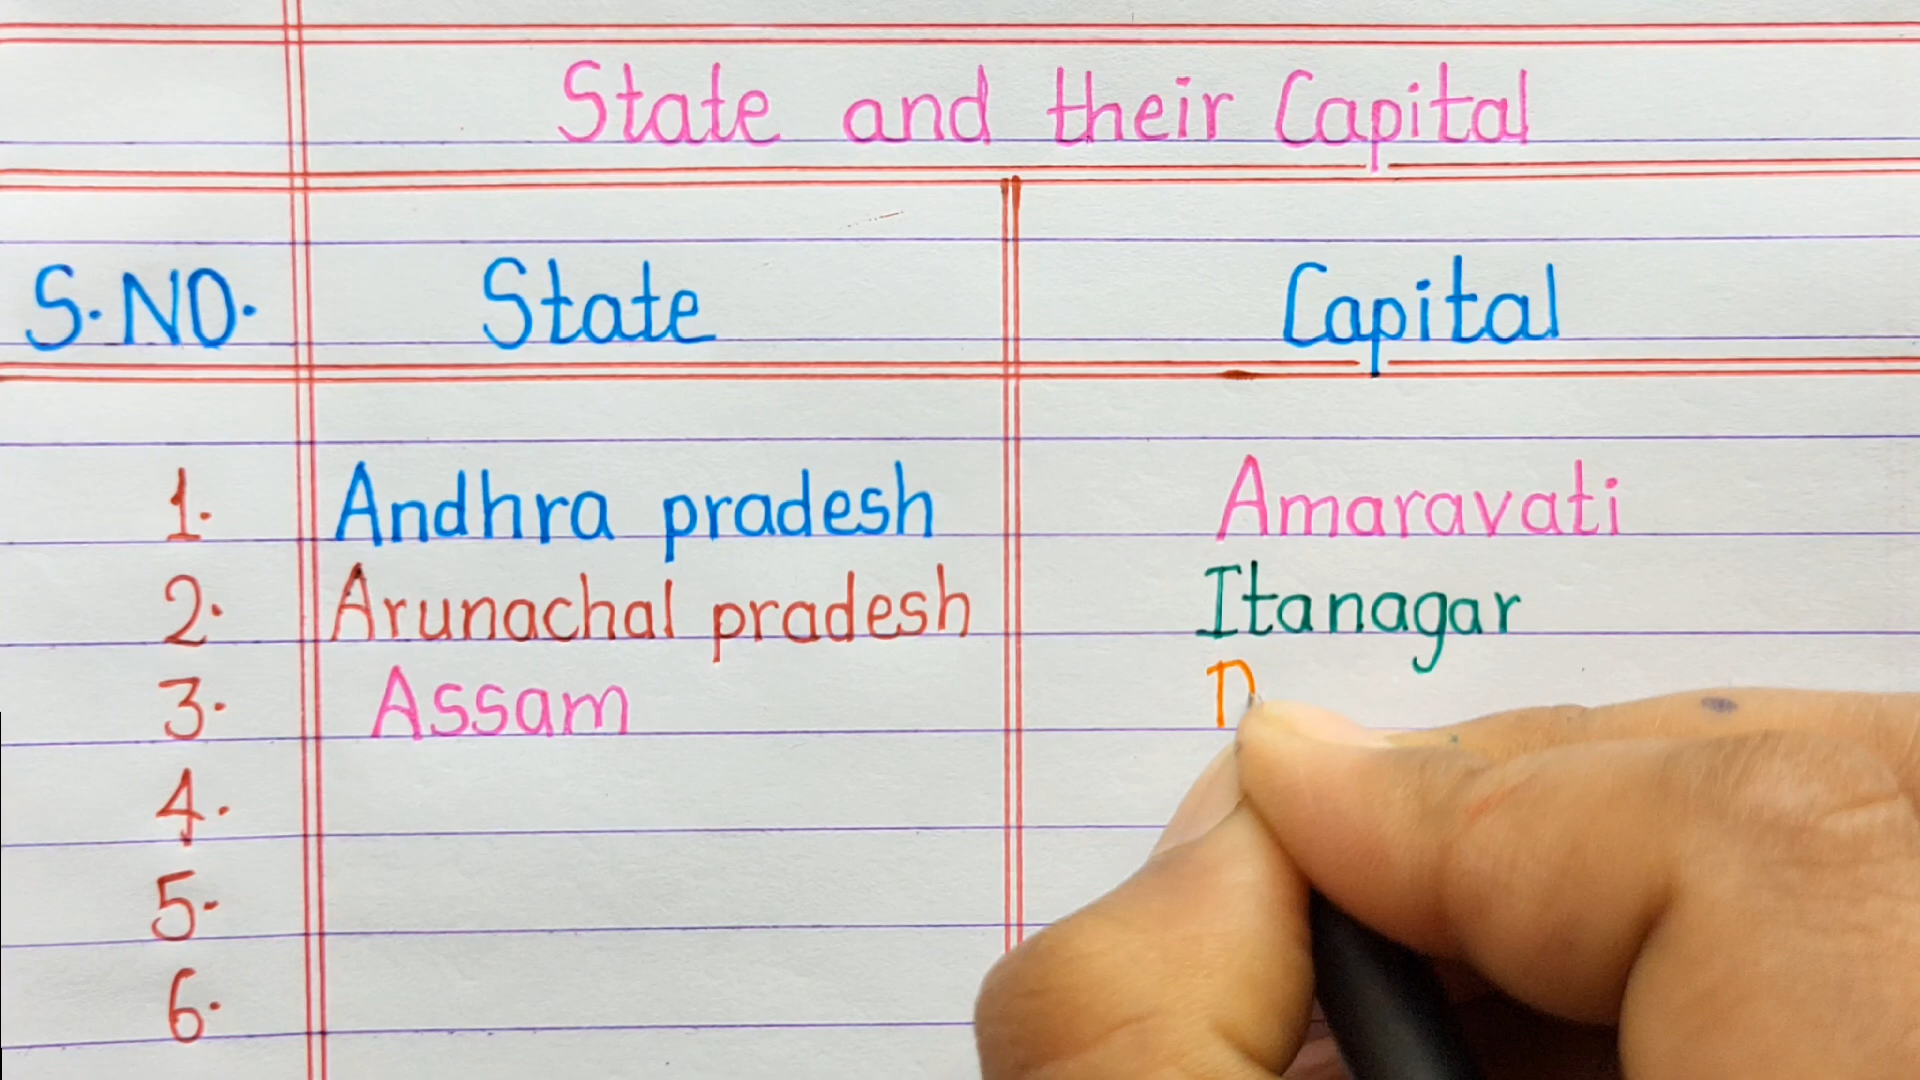 State and their Capital
S.NO. State Capital
1. Andhra pradesh Amaravati
2. Arunachal pradesh Itanagar
3. Assam D
4.
5.
6.